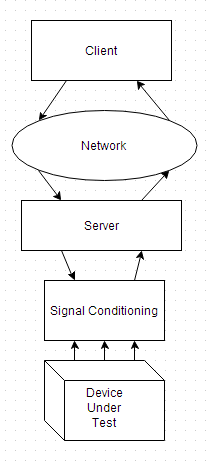 Client
Network
Server
Signal Conditioning
Device
Under
Test